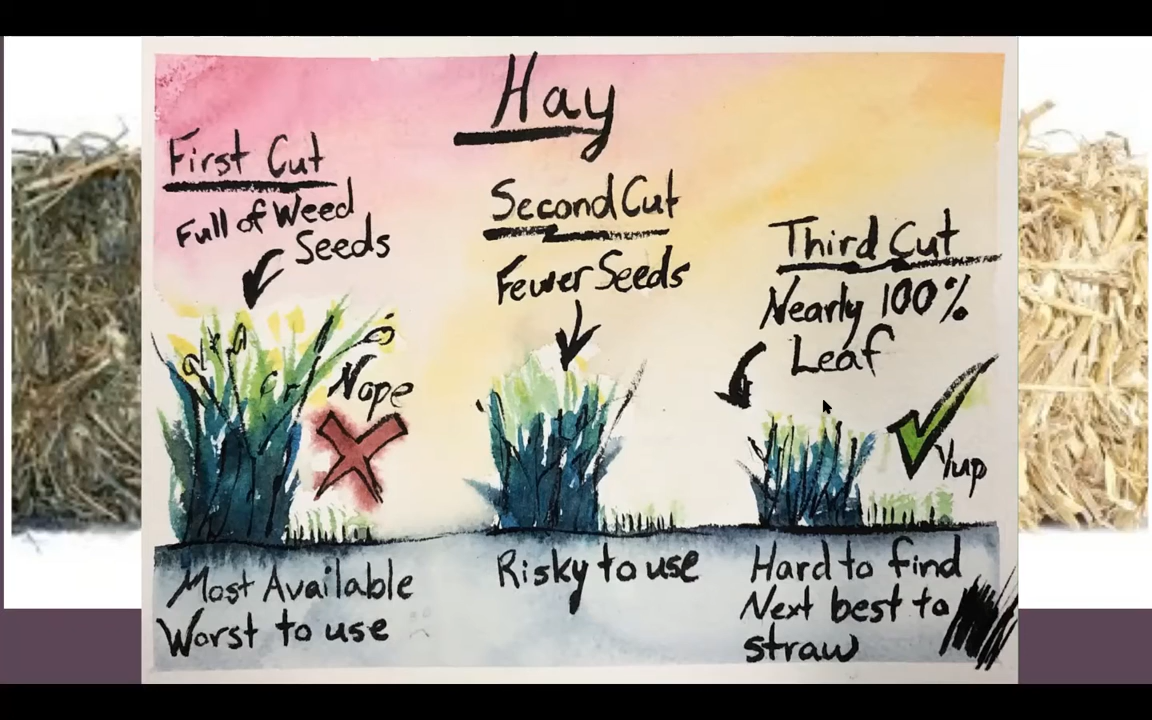 Hay
First Cut
Full of Weed
Seeds
Nope
Most Available
Worst to use
Second Cut
Fewer Seeds
Risky to use
Third Cut
Nearly 100%
Leaf
Yup
Hard to find
Next best to
straw